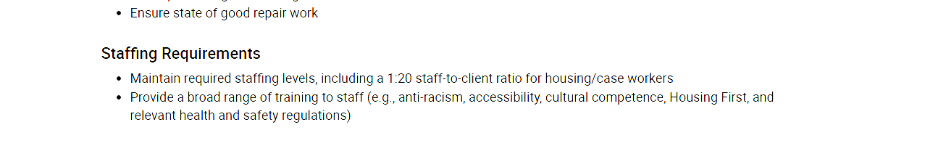 • Ensure state of good repair work
Staffing Requirements
• Maintain required staffing levels, including a 1:20 staff-to-client ratio for housing/case workers
• Provide a broad range of training to staff (e.g., anti-racism, accessibility, cultural competence, Housing First, and
relevant health and safety regulations)